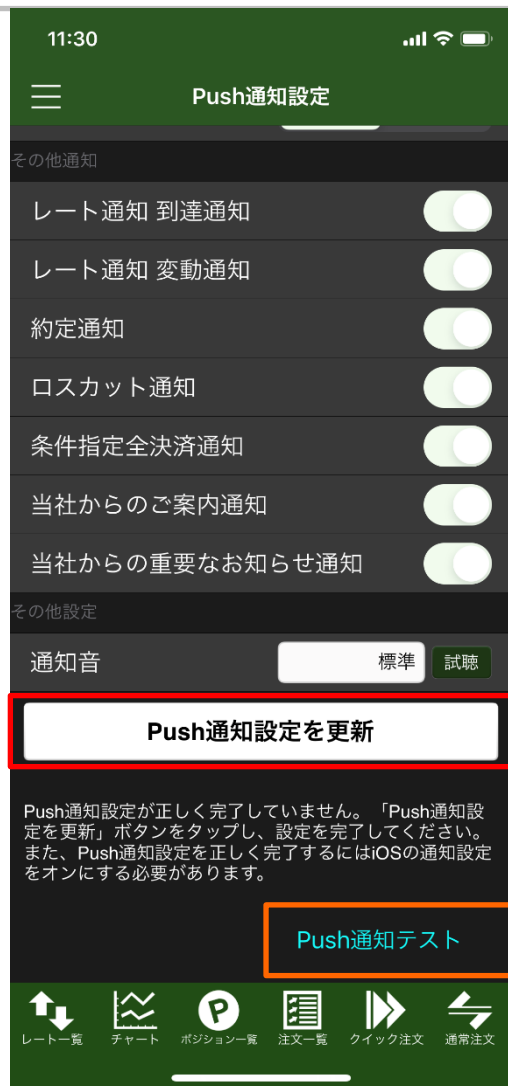 11:30
Push通知設定
その他通知
レート通知 到達通知
レート通知 変動通知
約定通知
ロスカット通知
条件指定全決済通知
当社からのご案内通知
当社からの重要なお知らせ通知
その他設定
通知音 標準 試聴
Push通知設定を更新
Push通知設定が正しく完了していません。「Push通知設
定を更新」ボタンをタップし、設定を完了してください。
また、Push通知設定を正しく完了するにはiOSの通知設定
をオンにする必要があります。
Push通知テスト
P
レート一覧 チャート ポジション一覧 注文一覧 クイック注文 通常注文